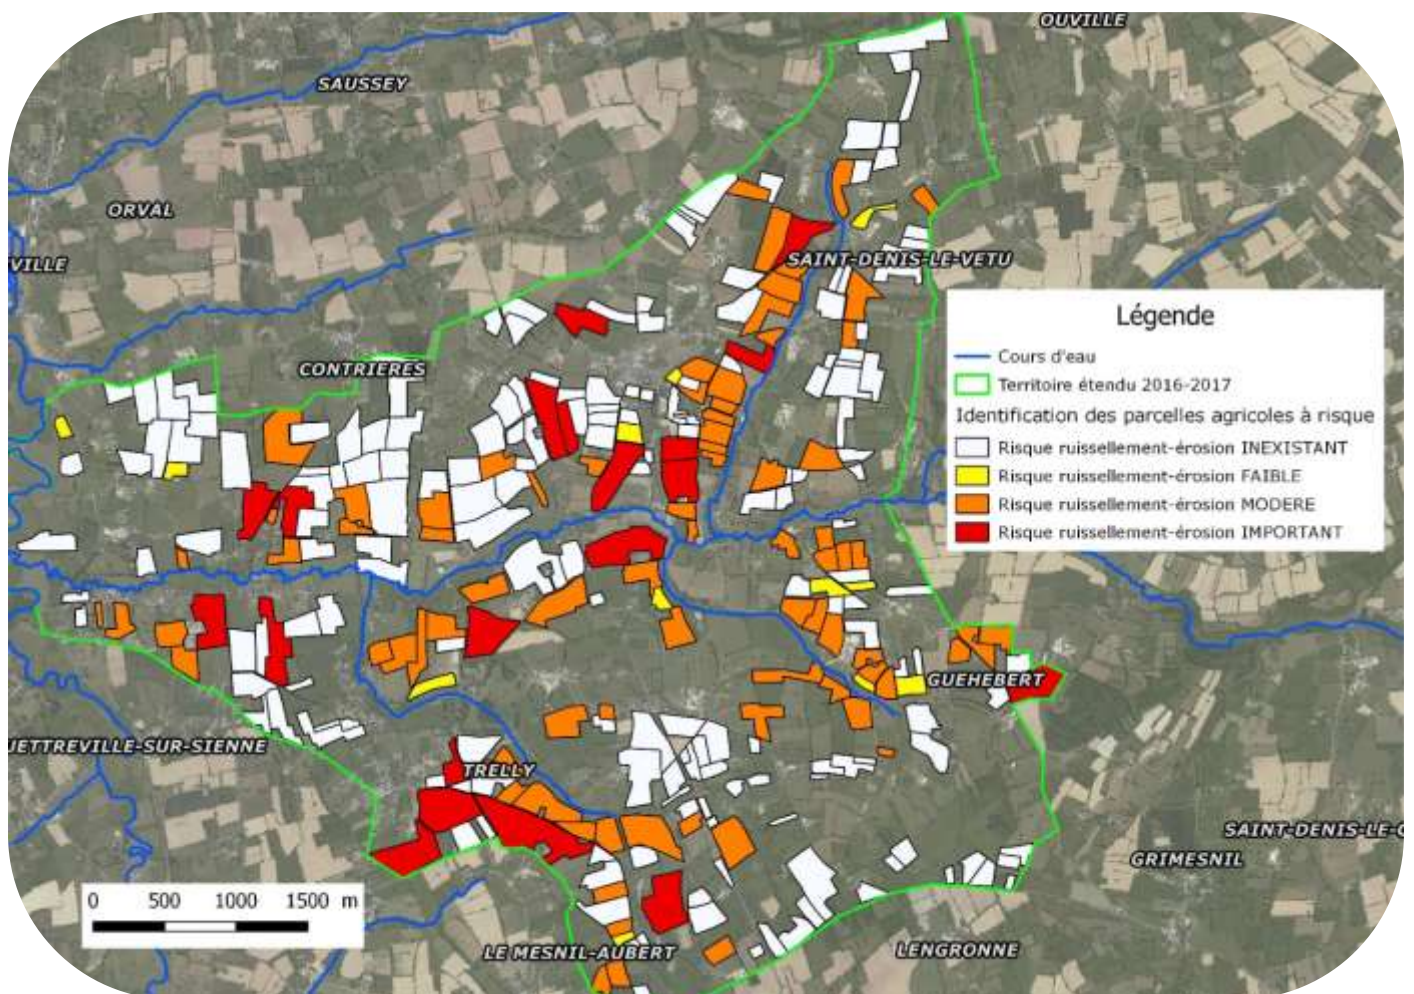 OUVILLE
SAUSSEY
ORVAL
VILLE
SAINT-DENIS-LE-VETU
CONTRIERES
Légende
Cours d'eau
Territoire étendu 2016-2017
Identification des parcelles agricoles à risque
Risque ruissellement-érosion INEXISTANT
Risque ruissellement-érosion FAIBLE
Risque ruissellement-érosion MODERE
Risque ruissellement-érosion IMPORTANT
GUEHEBERT
UETTREVILLE-SUR-SIENNE
TRELLY
SAINT-DENIS-LE-G
GRIMESNIL
0 500 1000 1500 m
LE MESNIL-AUBERT
LENGRONNE